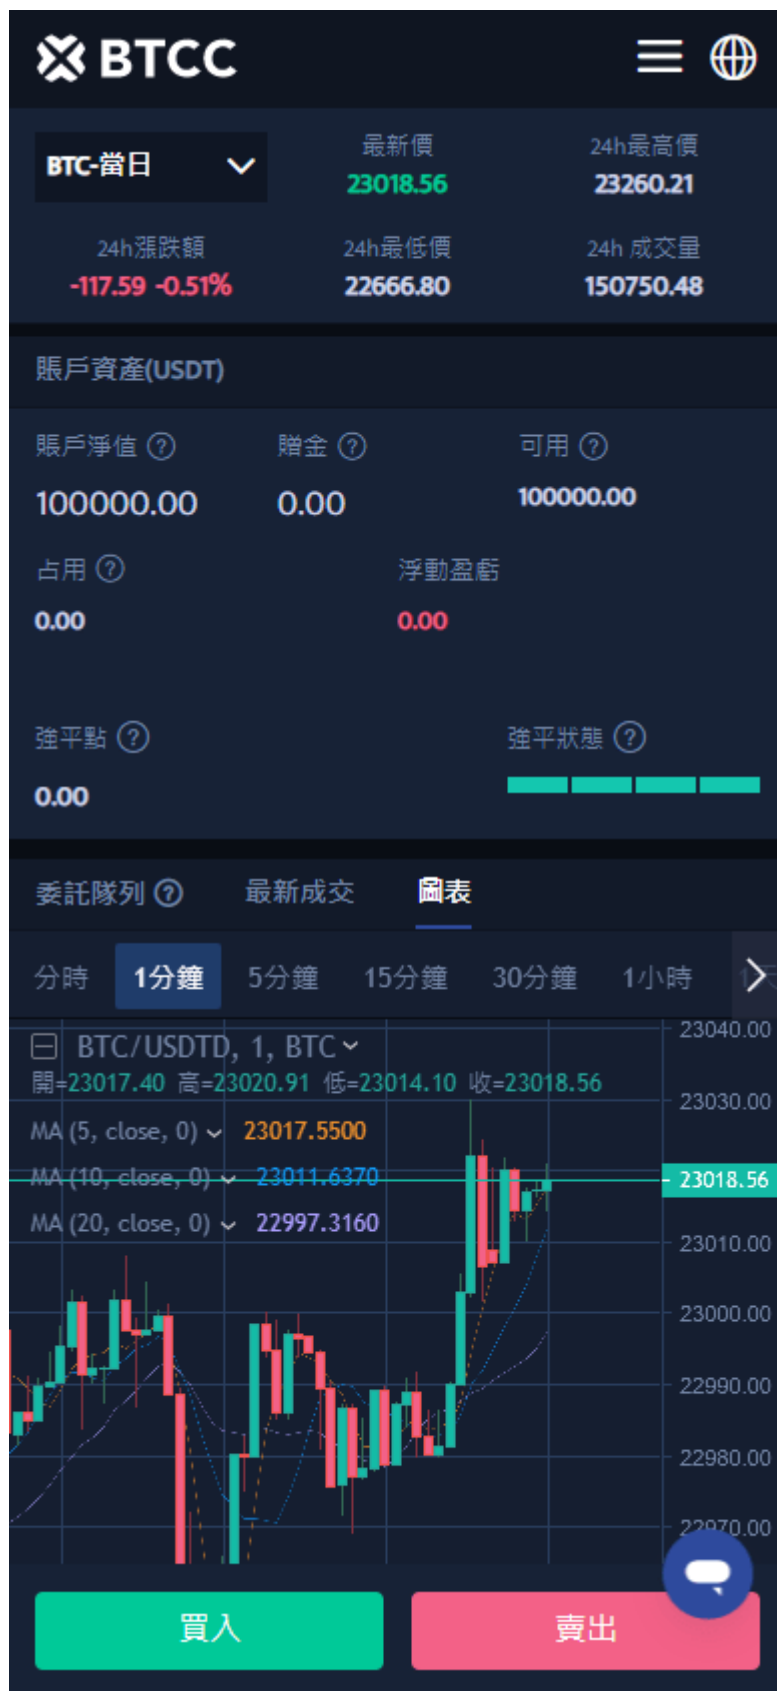 BTCC
BTC-當日
最新價
23018.56
24h最高價
23260.21
24h漲跌額
-117.59 -0.51%
24h最低價
22666.80
24h 成交量
150750.48
賬戶資產(USDT)
賬戶淨值 ?
100000.00
贈金 ?
0.00
可用 ?
100000.00
占用 ?
0.00
浮動盈虧
0.00
強平點 ?
0.00
強平狀態 ?
委託隊列 ? 最新成交 圖表
分時 1分鐘 5分鐘 15分鐘 30分鐘 1小時 1天
BTC/USDTD, 1, BTC
開=23017.40 高=23020.91 低=23014.10 收=23018.56
MA (5, close, 0) 23017.5500
MA (10, close, 0) 23011.6370
MA (20, close, 0) 22997.3160
23040.00
23030.00
23018.56
23010.00
23000.00
22990.00
22980.00
22970.00
買入 賣出